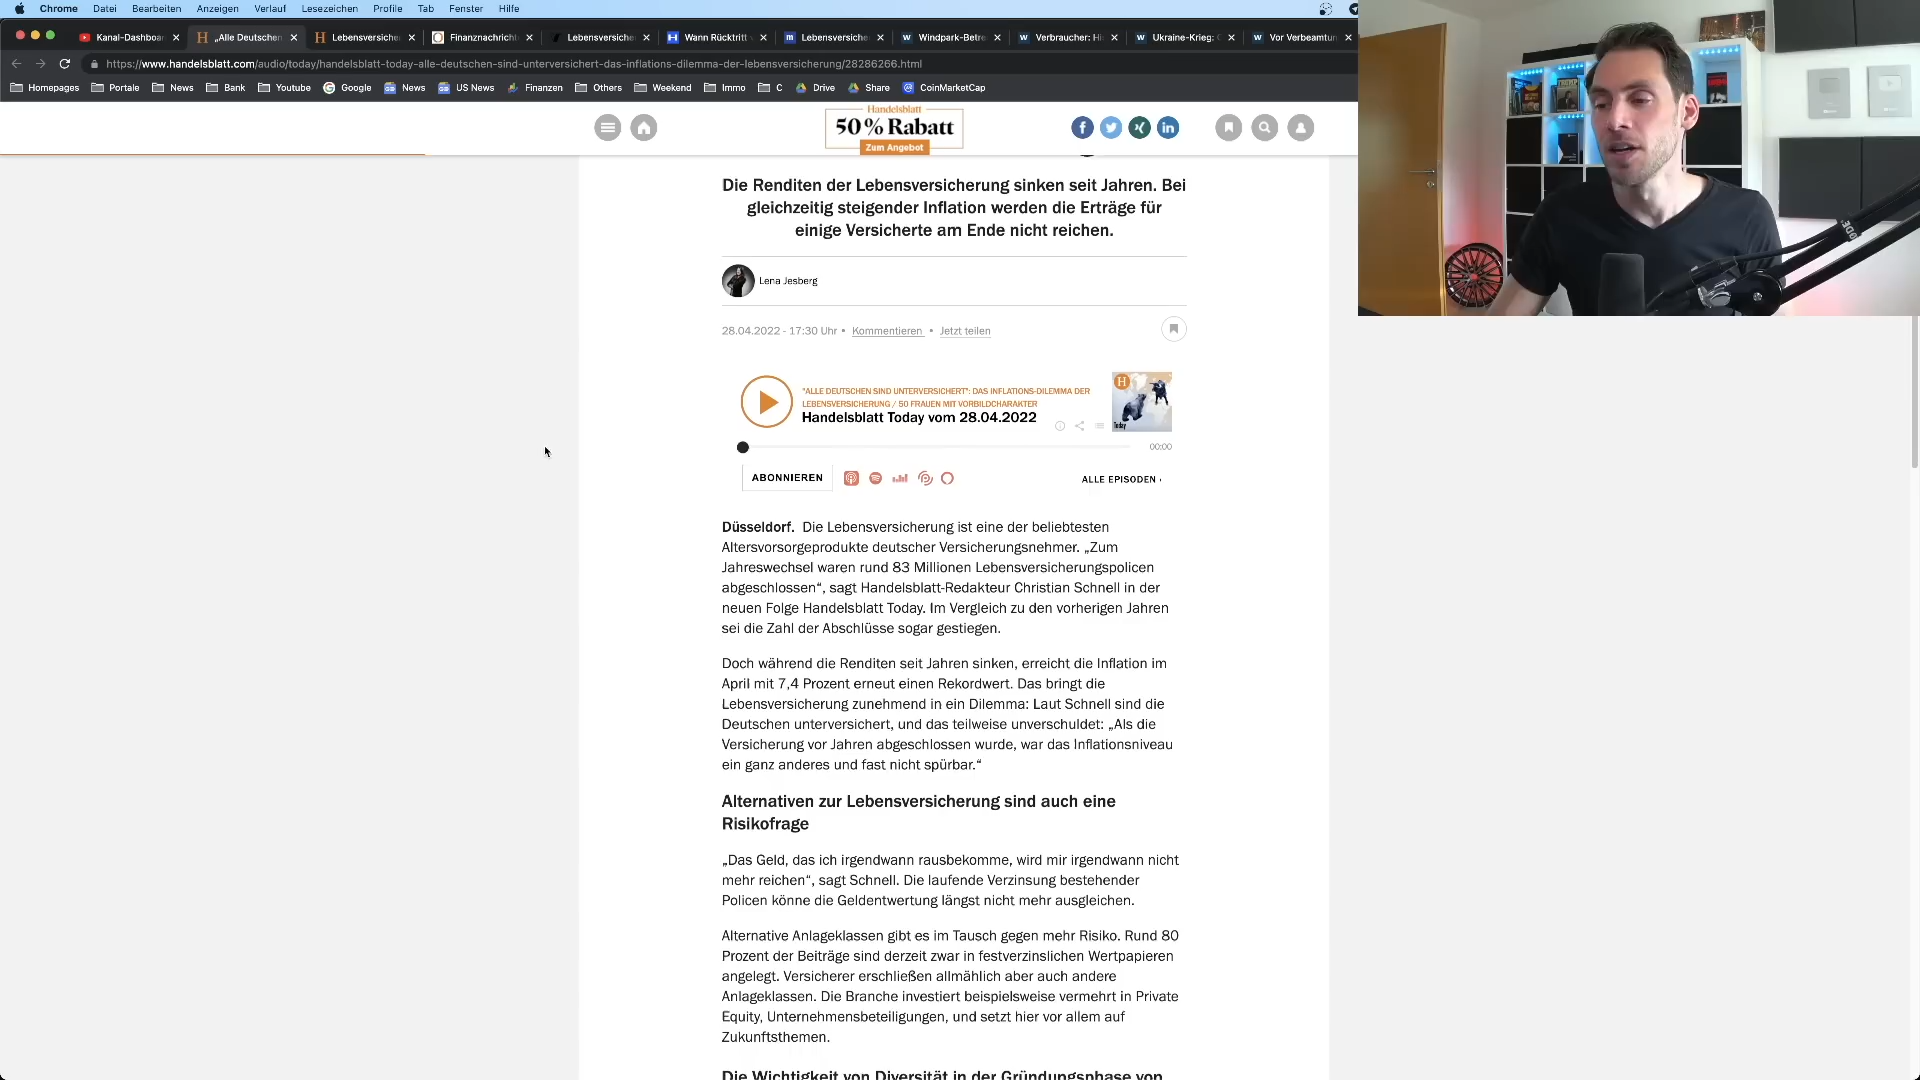 Chrome Datei Bearbeiten Anzeigen Verlauf Lesezeichen Profile Tab Fenster Hilfe
Kanal-Dashboar „Alle Deutschen Lebensversiche Finanznachricht Lebensversiche Wann Rücktritt Lebensversiche Windpark-Betre Verbraucher: Hi Ukraine-Krieg: Vor Verbeamtun
https://www.handelsblatt.com/audio/today/handelsblatt-today-alle-deutschen-sind-unterversichert-das-inflations-dilemma-der-lebensversicherung/28286266.html
Homepages Portale News Bank Youtube Google News US News Finanzen Others Weekend Immo C Drive Share CoinMarketCap
Handelsblatt
50 % Rabatt
Zum Angebot
Die Renditen der Lebensversicherung sinken seit Jahren. Bei
gleichzeitig steigender Inflation werden die Erträge für
einige Versicherte am Ende nicht reichen.
Lena Jesberg
28.04.2022 - 17:30 Uhr • Kommentieren • Jetzt teilen
"ALLE DEUTSCHEN SIND UNTERVERSICHERT": DAS INFLATIONS-DILEMMA DER
LEBENSVERSICHERUNG / 50 FRAUEN MIT VORBILDCHARAKTER
Handelsblatt Today vom 28.04.2022
H
Today
00:00
ABONNIEREN
ALLE EPISODEN ›
Düsseldorf. Die Lebensversicherung ist eine der beliebtesten
Altersvorsorgeprodukte deutscher Versicherungsnehmer. „Zum
Jahreswechsel waren rund 83 Millionen Lebensversicherungspolicen
abgeschlossen“, sagt Handelsblatt-Redakteur Christian Schnell in der
neuen Folge Handelsblatt Today. Im Vergleich zu den vorherigen Jahren
sei die Zahl der Abschlüsse sogar gestiegen.
Doch während die Renditen seit Jahren sinken, erreicht die Inflation im
April mit 7,4 Prozent erneut einen Rekordwert. Das bringt die
Lebensversicherung zunehmend in ein Dilemma: Laut Schnell sind die
Deutschen unterversichert, und das teilweise unverschuldet: „Als die
Versicherung vor Jahren abgeschlossen wurde, war das Inflationsniveau
ein ganz anderes und fast nicht spürbar.“
Alternativen zur Lebensversicherung sind auch eine
Risikofrage
„Das Geld, das ich irgendwann rausbekomme, wird mir irgendwann nicht
mehr reichen“, sagt Schnell. Die laufende Verzinsung bestehender
Policen könne die Geldentwertung längst nicht mehr ausgleichen.
Alternative Anlageklassen gibt es im Tausch gegen mehr Risiko. Rund 80
Prozent der Beiträge sind derzeit zwar in festverzinslichen Wertpapieren
angelegt. Versicherer erschließen allmählich aber auch andere
Anlageklassen. Die Branche investiert beispielsweise vermehrt in Private
Equity, Unternehmensbeteiligungen, und setzt hier vor allem auf
Zukunftsthemen.
Die Wichtigkeit von Diversität in der Gründungsphase von